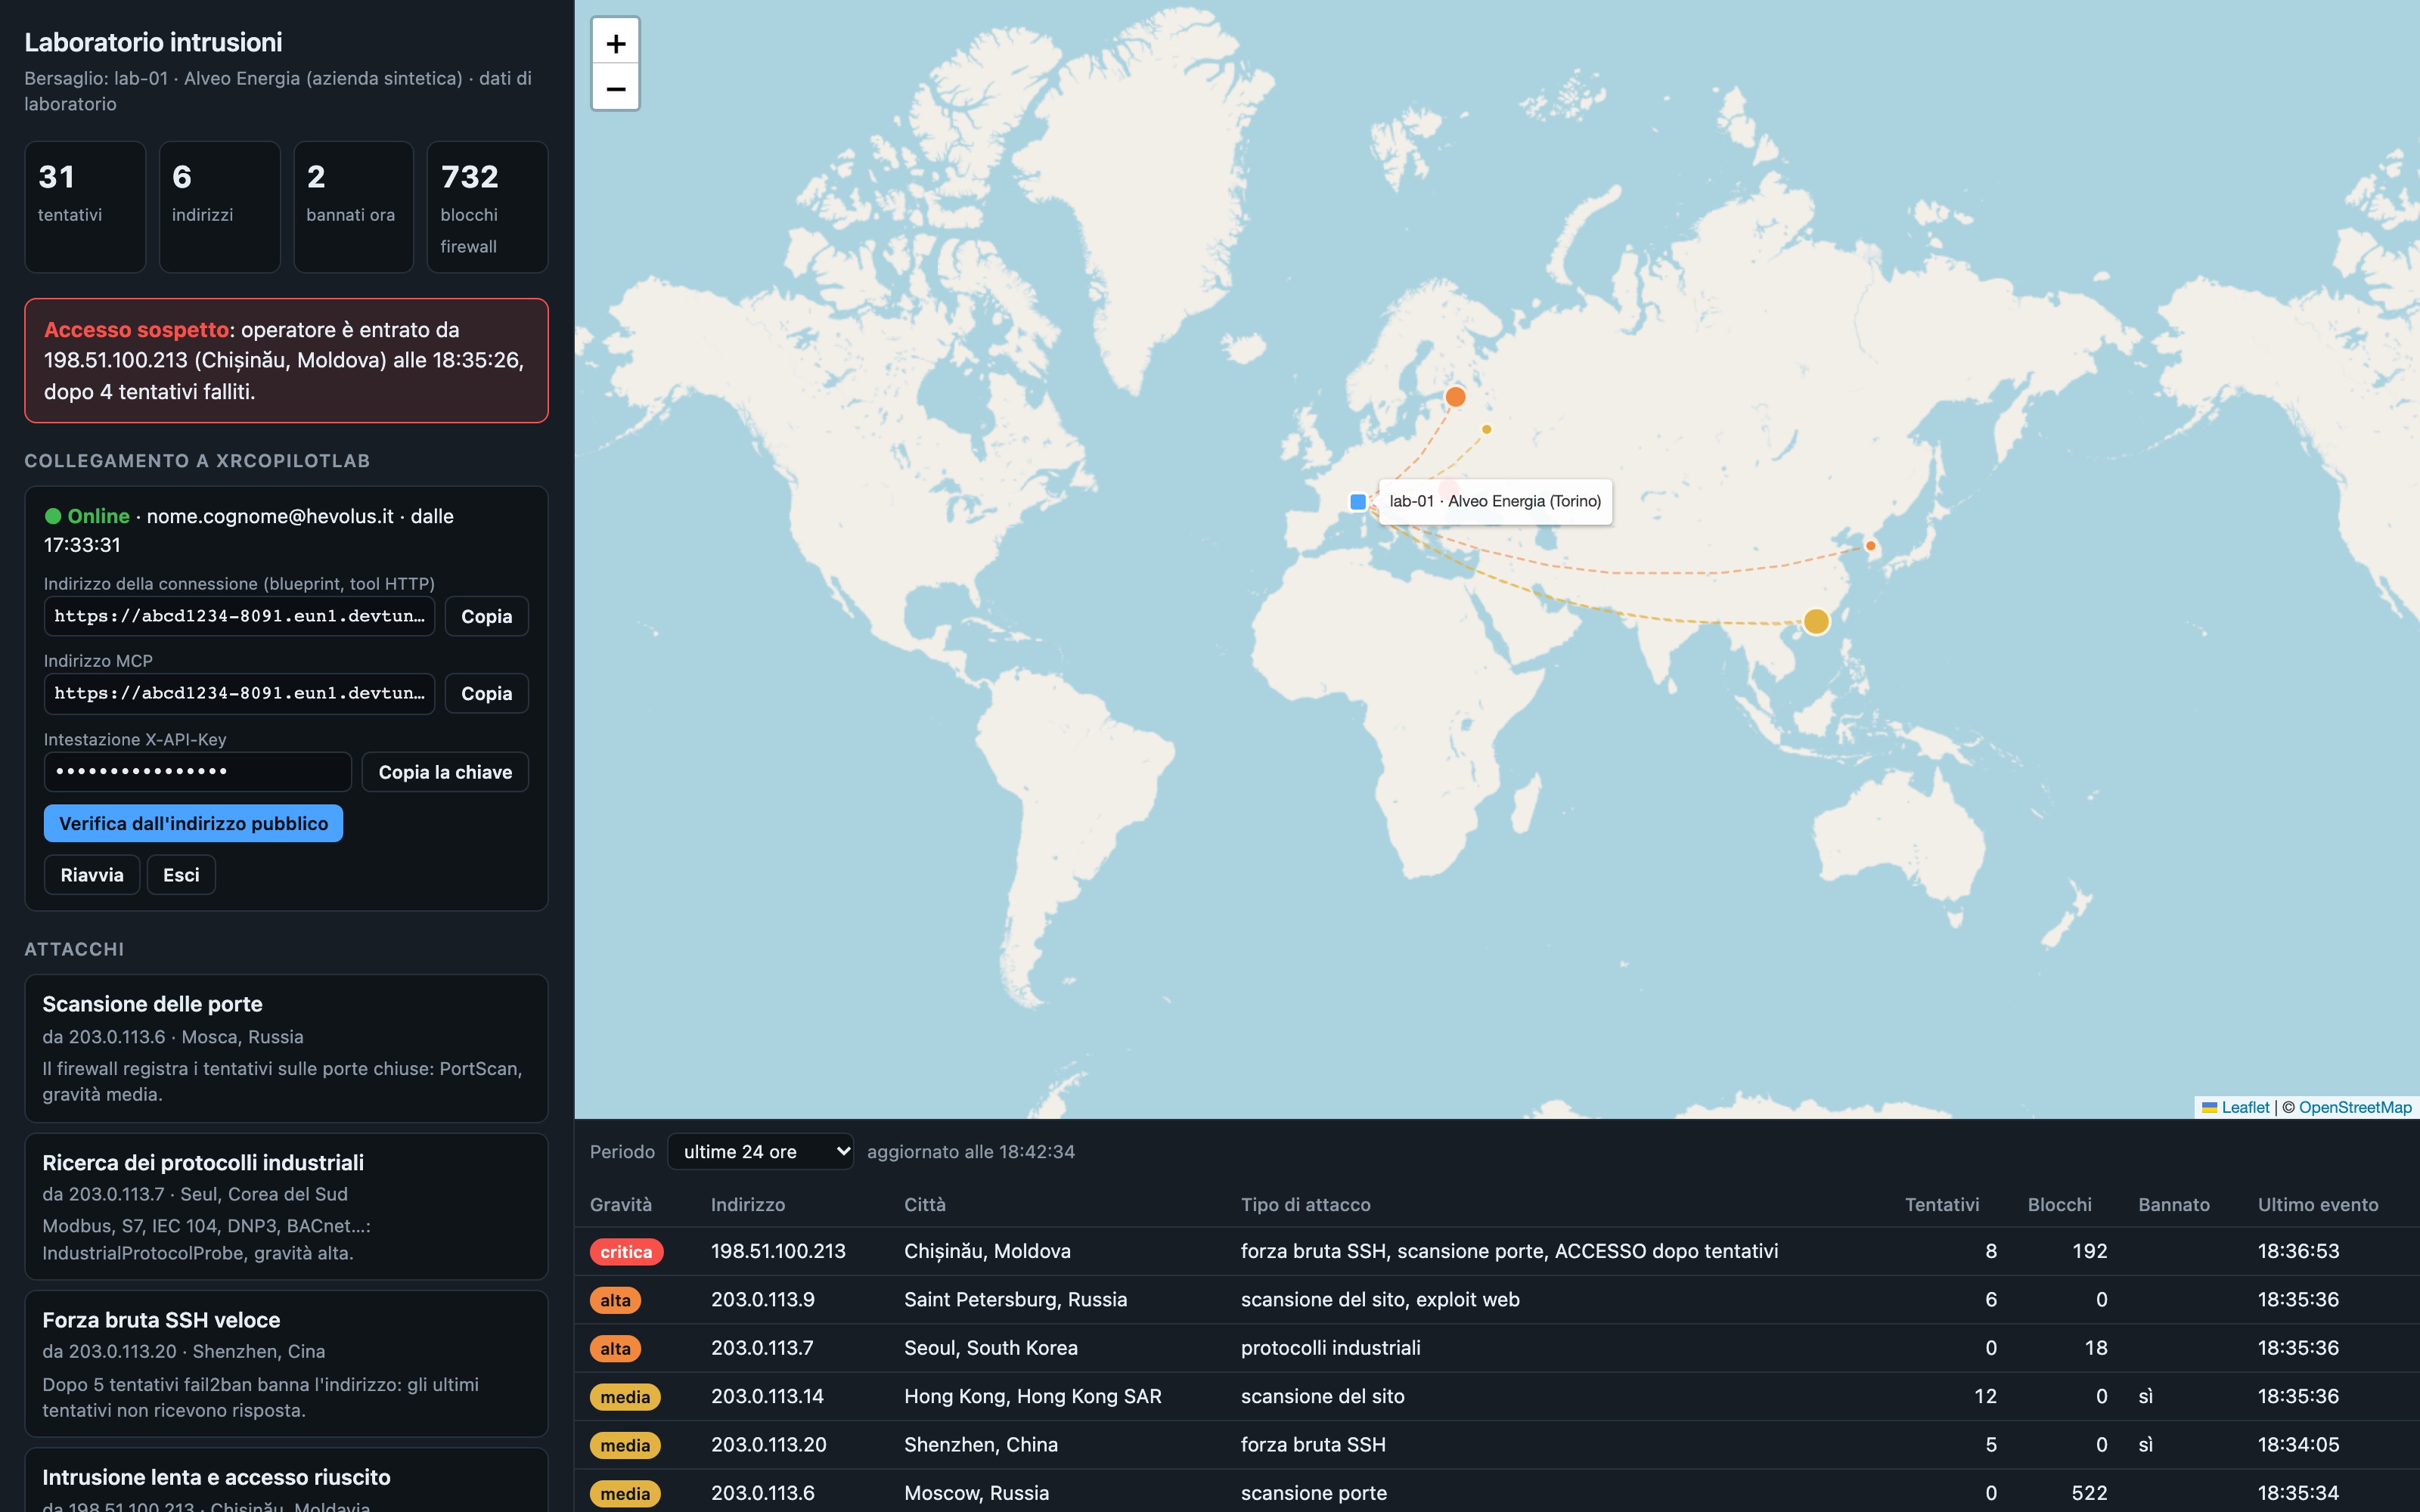 Laboratorio intrusioni
Bersaglio: lab-01 · Alveo Energia (azienda sintetica) · dati di
laboratorio
31
tentativi
6
indirizzi
2
bannati ora
732
blocchi
firewall
Accesso sospetto: operatore è entrato da
198.51.100.213 (Chișinău, Moldova) alle 18:35:26,
dopo 4 tentativi falliti.
COLLEGAMENTO A XRCOPILOTLAB
Online · nome.cognome@hevolus.it · dalle
17:33:31
Indirizzo della connessione (blueprint, tool HTTP)
https://abcd1234-8091.eun1.devtun…
Copia
Indirizzo MCP
https://abcd1234-8091.eun1.devtun…
Copia
Intestazione X-API-Key
••••••••••••••••
Copia la chiave
Verifica dall'indirizzo pubblico
Riavvia
Esci
ATTACCHI
Scansione delle porte
da 203.0.113.6 · Mosca, Russia
Il firewall registra i tentativi sulle porte chiuse: PortScan,
gravità media.
Ricerca dei protocolli industriali
da 203.0.113.7 · Seul, Corea del Sud
Modbus, S7, IEC 104, DNP3, BACnet…:
IndustrialProtocolProbe, gravità alta.
Forza bruta SSH veloce
da 203.0.113.20 · Shenzhen, Cina
Dopo 5 tentativi fail2ban banna l'indirizzo: gli ultimi
tentativi non ricevono risposta.
Intrusione lenta e accesso riuscito
da 198.51.100.213 · Chișinău, Moldavia
+
−
lab-01 · Alveo Energia (Torino)
Leaflet | © OpenStreetMap
Periodo ultime 24 ore aggiornato alle 18:42:34
Gravità Indirizzo Città Tipo di attacco Tentativi Blocchi Bannato Ultimo evento
critica 198.51.100.213 Chișinău, Moldova forza bruta SSH, scansione porte, ACCESSO dopo tentativi 8 192 18:36:53
alta 203.0.113.9 Saint Petersburg, Russia scansione del sito, exploit web 6 0 18:35:36
alta 203.0.113.7 Seoul, South Korea protocolli industriali 0 18 18:35:36
media 203.0.113.14 Hong Kong, Hong Kong SAR scansione del sito 12 0 sì 18:35:36
media 203.0.113.20 Shenzhen, China forza bruta SSH 5 0 sì 18:34:05
media 203.0.113.6 Moscow, Russia scansione porte 0 522 18:35:34